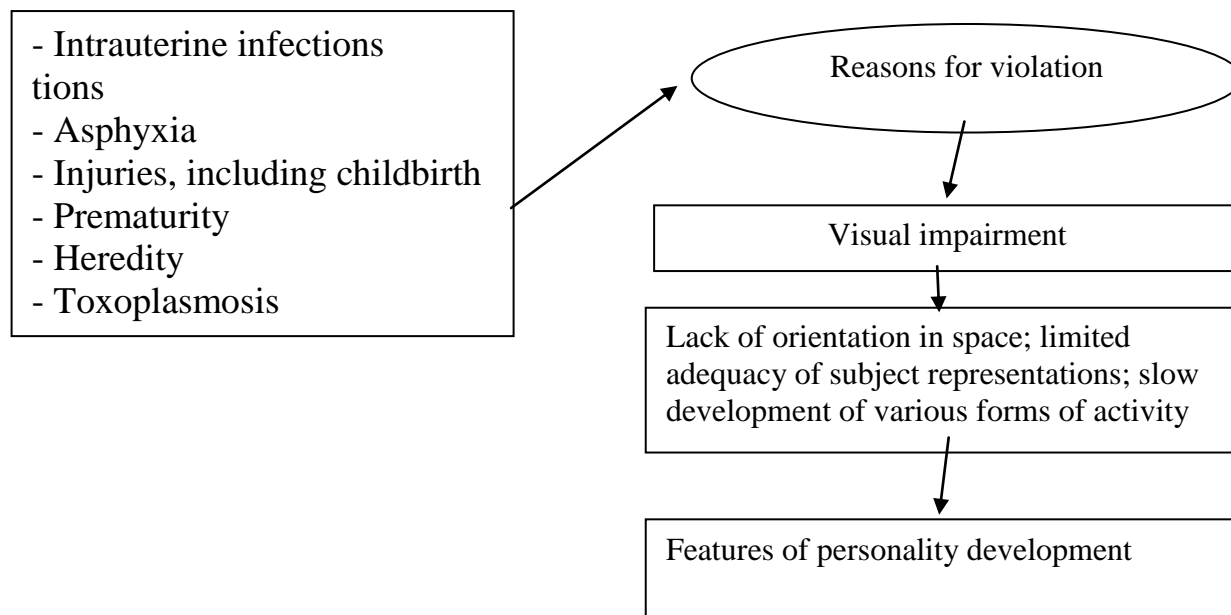 - Intrauterine infections
tions
- Asphyxia
- Injuries, including childbirth
- Prematurity
- Heredity
- Toxoplasmosis
Reasons for violation
Visual impairment
Lack of orientation in space; limited
adequacy of subject representations; slow
development of various forms of activity
Features of personality development